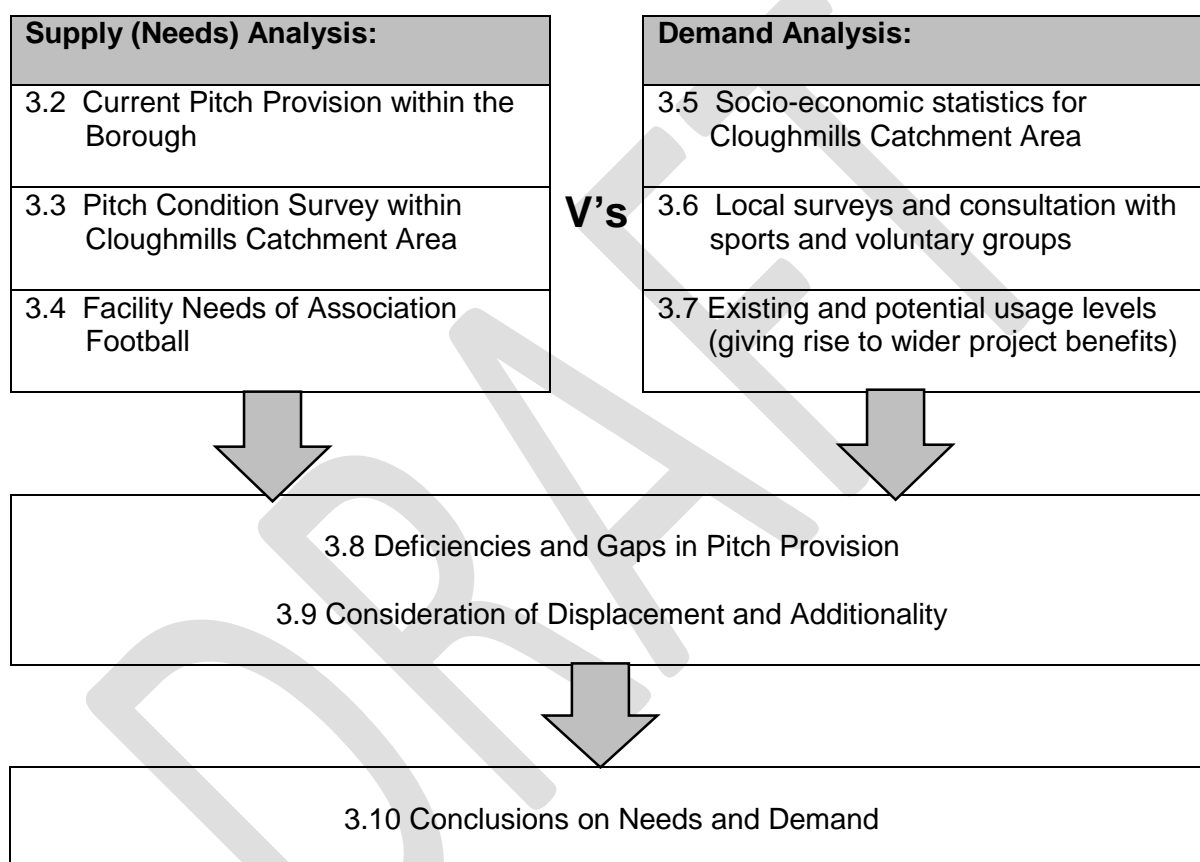 Supply (Needs) Analysis:
3.2 Current Pitch Provision within the
Borough
3.3 Pitch Condition Survey within
Cloughmills Catchment Area
3.4 Facility Needs of Association
Football
V's
Demand Analysis:
3.5 Socio-economic statistics for
Cloughmills Catchment Area
3.6 Local surveys and consultation with
sports and voluntary groups
3.7 Existing and potential usage levels
(giving rise to wider project benefits)
3.8 Deficiencies and Gaps in Pitch Provision
3.9 Consideration of Displacement and Additionality
3.10 Conclusions on Needs and Demand
DRAFT